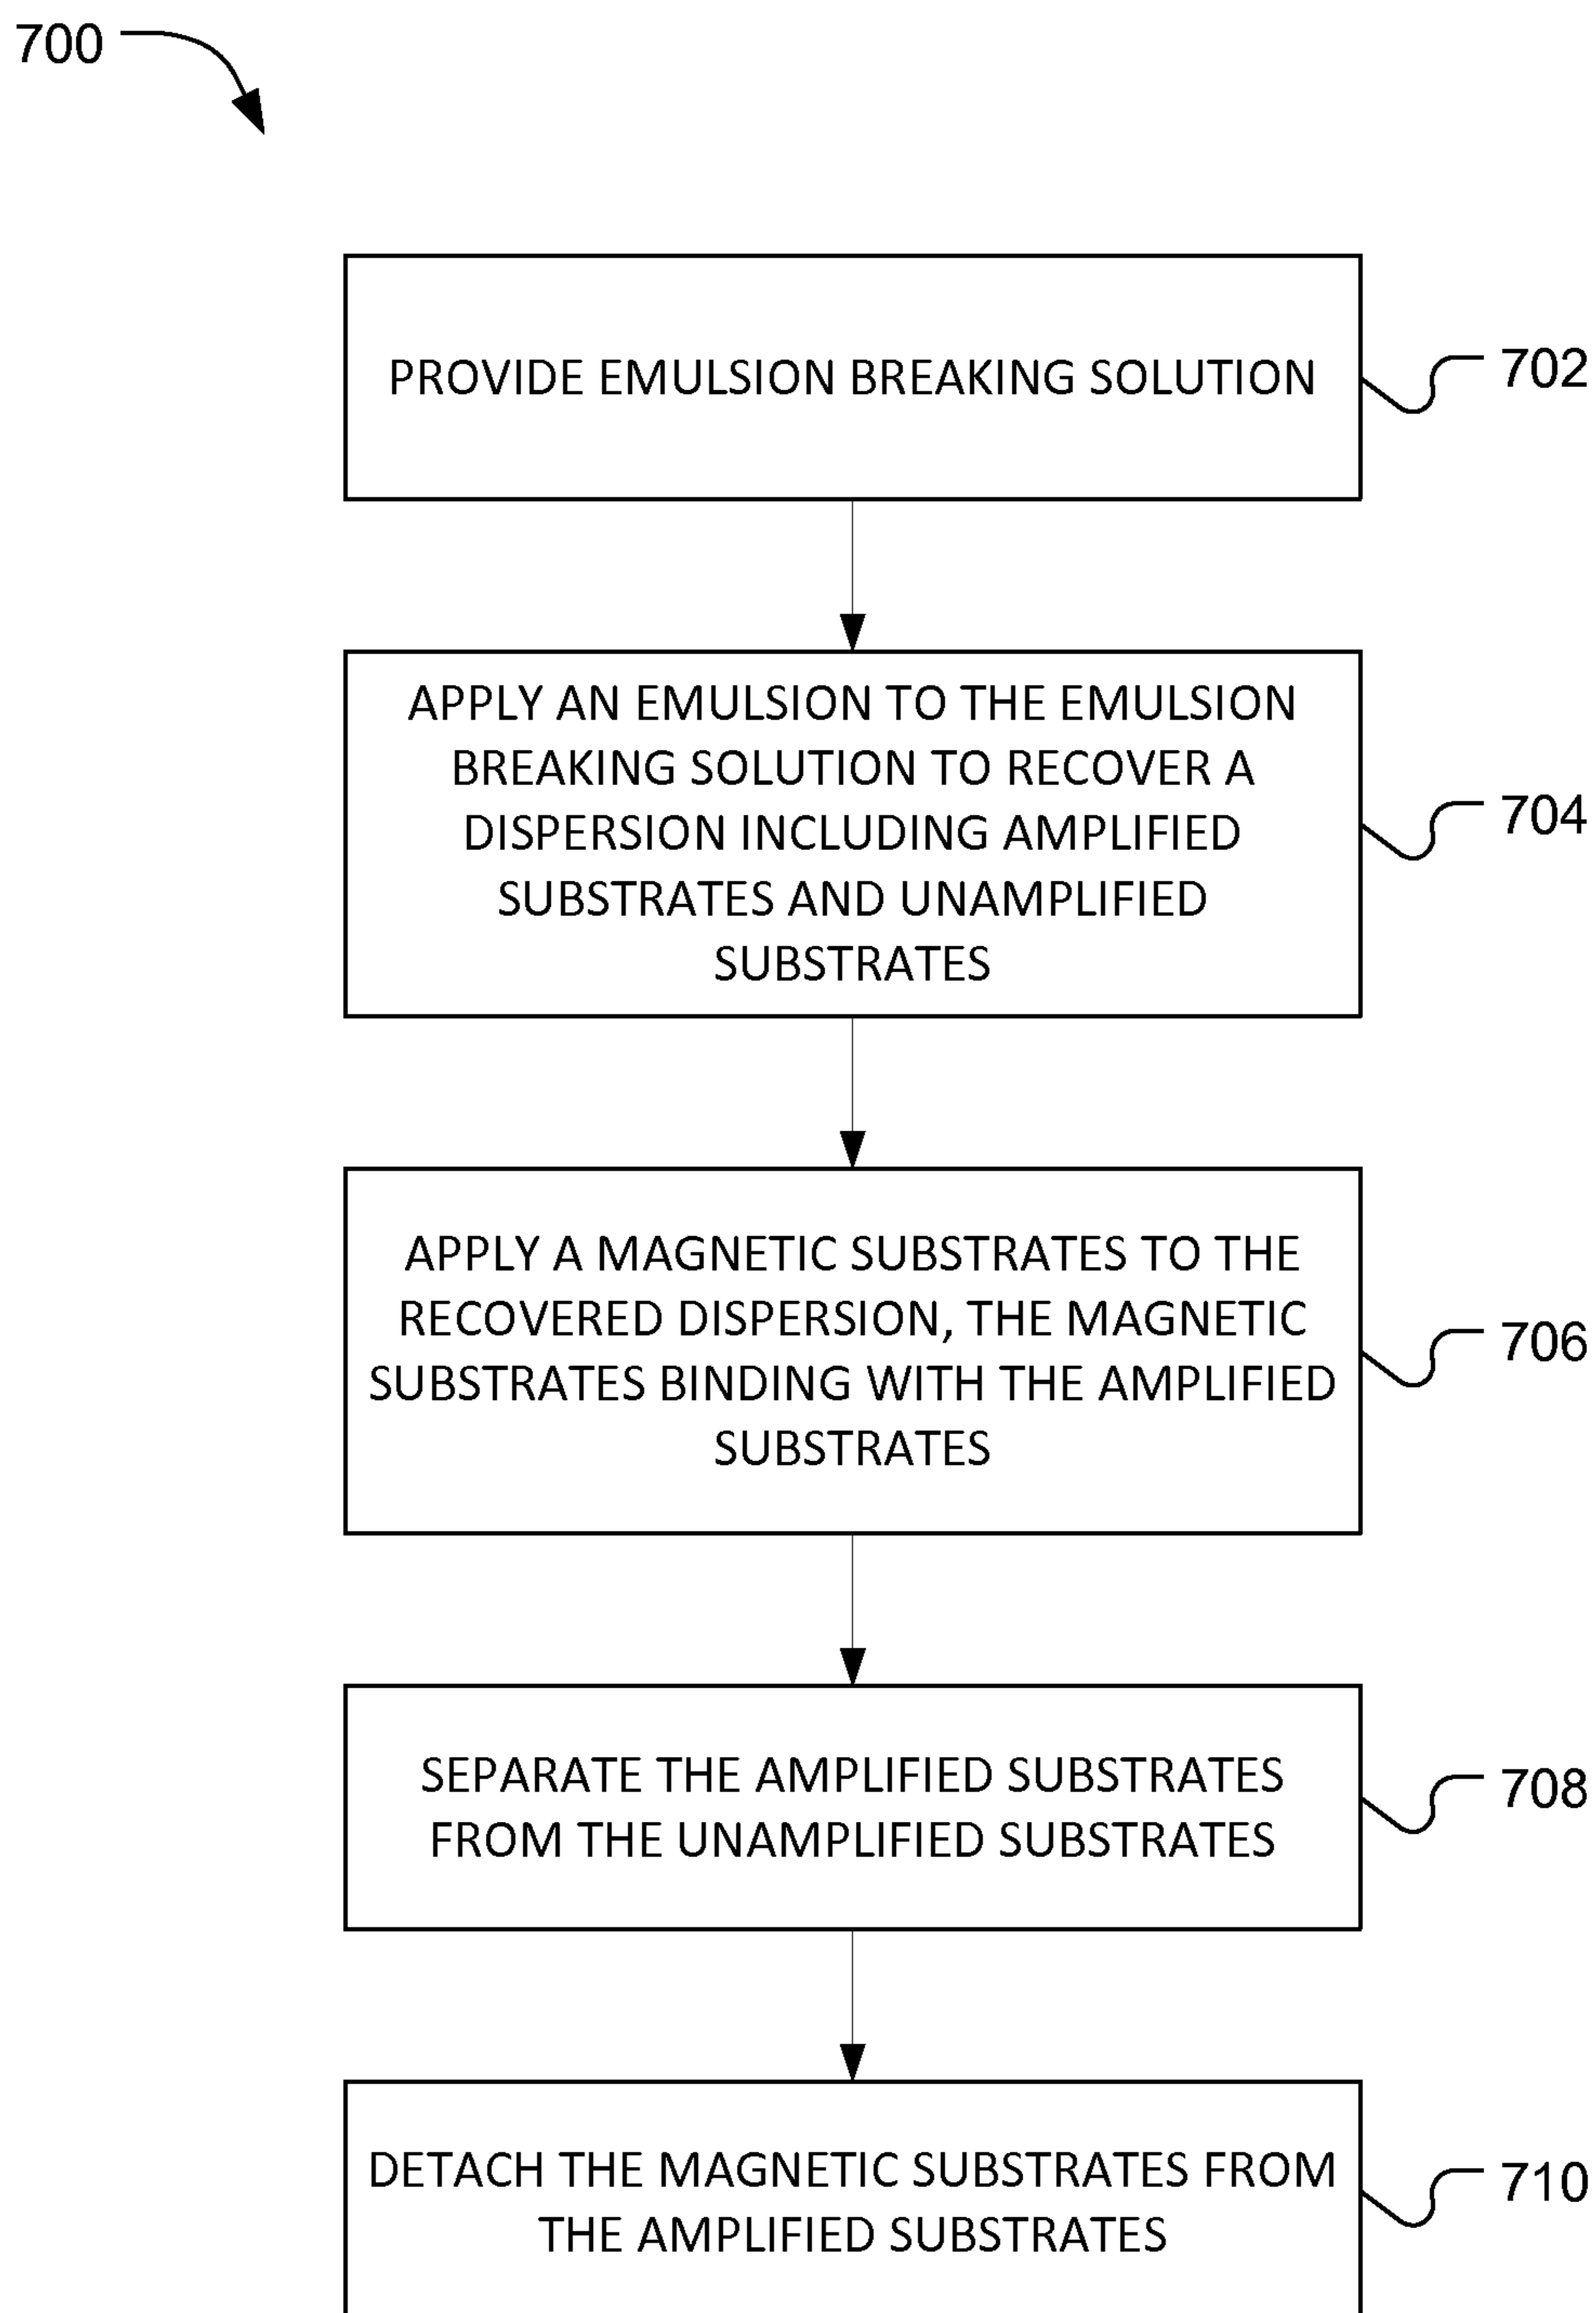 700
PROVIDE EMULSION BREAKING SOLUTION
702
APPLY AN EMULSION TO THE EMULSION
BREAKING SOLUTION TO RECOVER A
DISPERSION INCLUDING AMPLIFIED
SUBSTRATES AND UNAMPLIFIED
SUBSTRATES
704
APPLY A MAGNETIC SUBSTRATES TO THE
RECOVERED DISPERSION, THE MAGNETIC
SUBSTRATES BINDING WITH THE AMPLIFIED
SUBSTRATES
706
SEPARATE THE AMPLIFIED SUBSTRATES
FROM THE UNAMPLIFIED SUBSTRATES
708
DETACH THE MAGNETIC SUBSTRATES FROM
THE AMPLIFIED SUBSTRATES
710